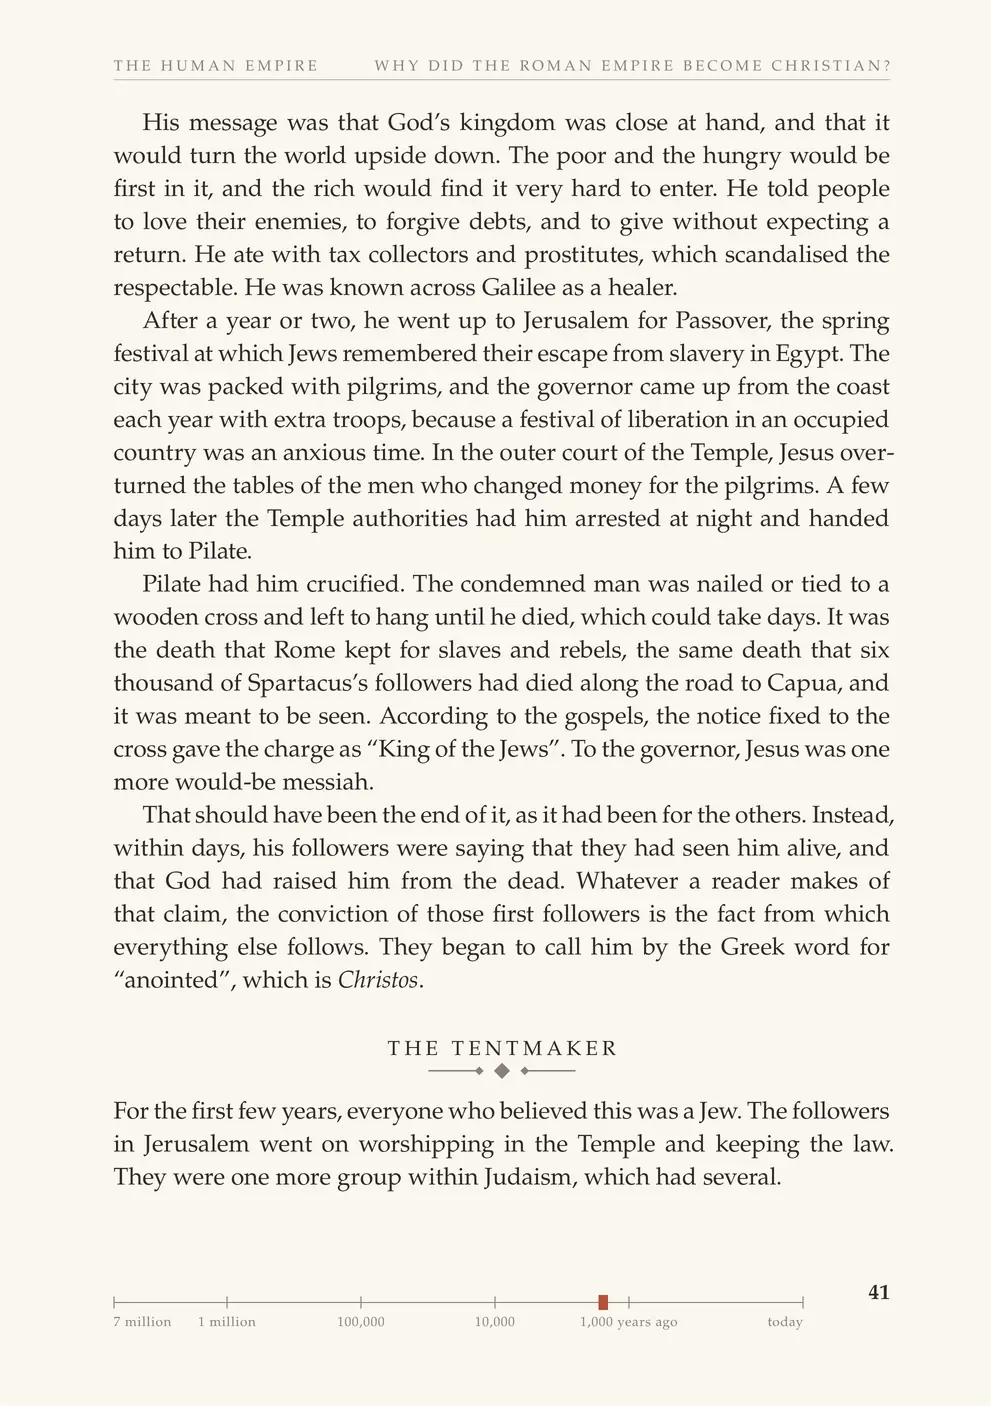 THE HUMAN EMPIRE WHY DID THE ROMAN EMPIRE BECOME CHRISTIAN?
His message was that God’s kingdom was close at hand, and that it
would turn the world upside down. The poor and the hungry would be
first in it, and the rich would find it very hard to enter. He told people
to love their enemies, to forgive debts, and to give without expecting a
return. He ate with tax collectors and prostitutes, which scandalised the
respectable. He was known across Galilee as a healer.
After a year or two, he went up to Jerusalem for Passover, the spring
festival at which Jews remembered their escape from slavery in Egypt. The
city was packed with pilgrims, and the governor came up from the coast
each year with extra troops, because a festival of liberation in an occupied
country was an anxious time. In the outer court of the Temple, Jesus over-
turned the tables of the men who changed money for the pilgrims. A few
days later the Temple authorities had him arrested at night and handed
him to Pilate.
Pilate had him crucified. The condemned man was nailed or tied to a
wooden cross and left to hang until he died, which could take days. It was
the death that Rome kept for slaves and rebels, the same death that six
thousand of Spartacus’s followers had died along the road to Capua, and
it was meant to be seen. According to the gospels, the notice fixed to the
cross gave the charge as “King of the Jews”. To the governor, Jesus was one
more would-be messiah.
That should have been the end of it, as it had been for the others. Instead,
within days, his followers were saying that they had seen him alive, and
that God had raised him from the dead. Whatever a reader makes of
that claim, the conviction of those first followers is the fact from which
everything else follows. They began to call him by the Greek word for
“anointed”, which is Christos.
THE TENTMAKER
For the first few years, everyone who believed this was a Jew. The followers
in Jerusalem went on worshipping in the Temple and keeping the law.
They were one more group within Judaism, which had several.
41
7 million 1 million 100,000 10,000 1,000 years ago today